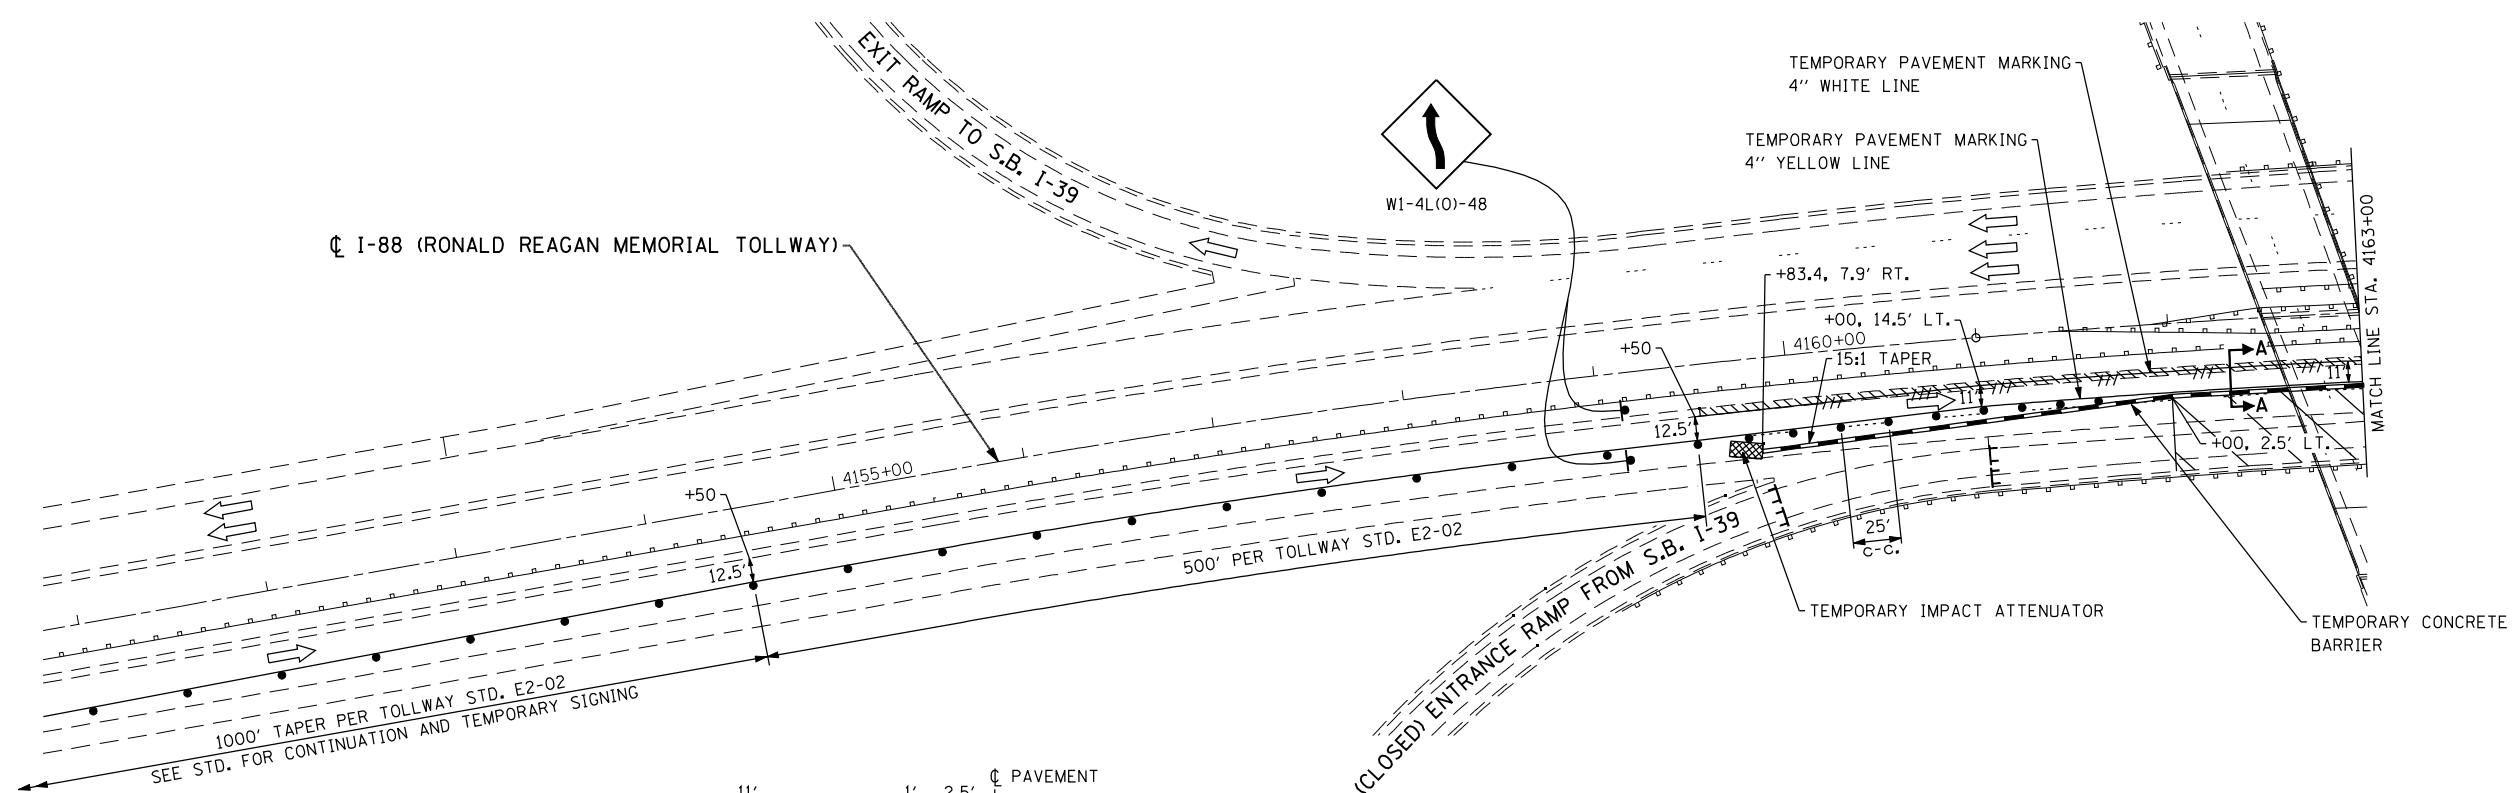 EXIT RAMP TO S.B. I-39
TEMPORARY PAVEMENT MARKING
4" WHITE LINE
TEMPORARY PAVEMENT MARKING
4" YELLOW LINE
W1-4L(O)-48
℄ I-88 (RONALD REAGAN MEMORIAL TOLLWAY)
+83.4, 7.9' RT.
+00, 14.5' LT.
4160+00
15:1 TAPER
+50
A
11'
MATCH LINE STA. 4163+00
11'
A
12.5'
+00, 2.5' LT.
4155+00
+50
12.5'
25'
C-C.
500' PER TOLLWAY STD. E2-02
(CLOSED) ENTRANCE RAMP FROM S.B. I-39
TEMPORARY IMPACT ATTENUATOR
TEMPORARY CONCRETE
BARRIER
1000' TAPER PER TOLLWAY STD. E2-02
SEE STD. FOR CONTINUATION AND TEMPORARY SIGNING
℄ PAVEMENT
11'
1'
2.5'